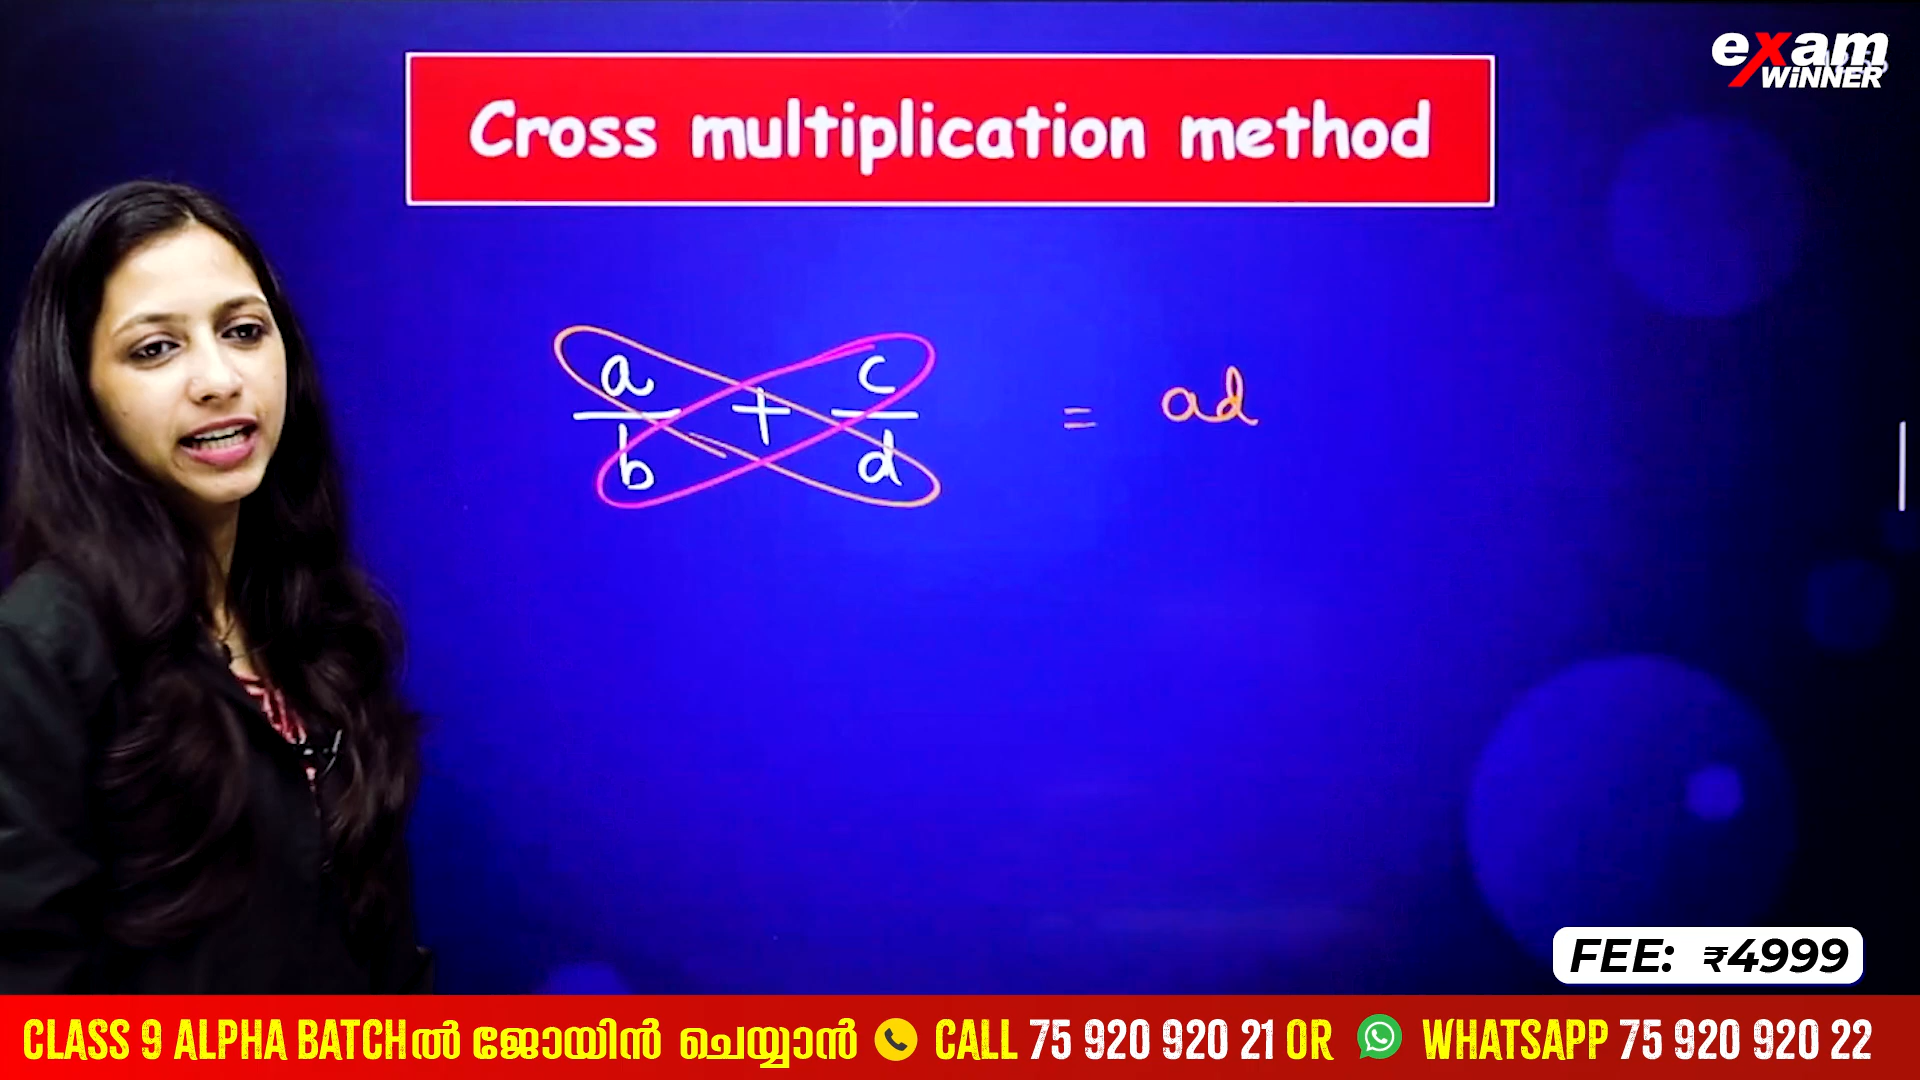 exam
WiNNER
Cross multiplication method
a/b + c/d = ad
FEE: ₹4999
CLASS 9 ALPHA BATCHൽ ജോയിൻ ചെയ്യാൻ CALL 75 920 920 21 OR WHATSAPP 75 920 920 22